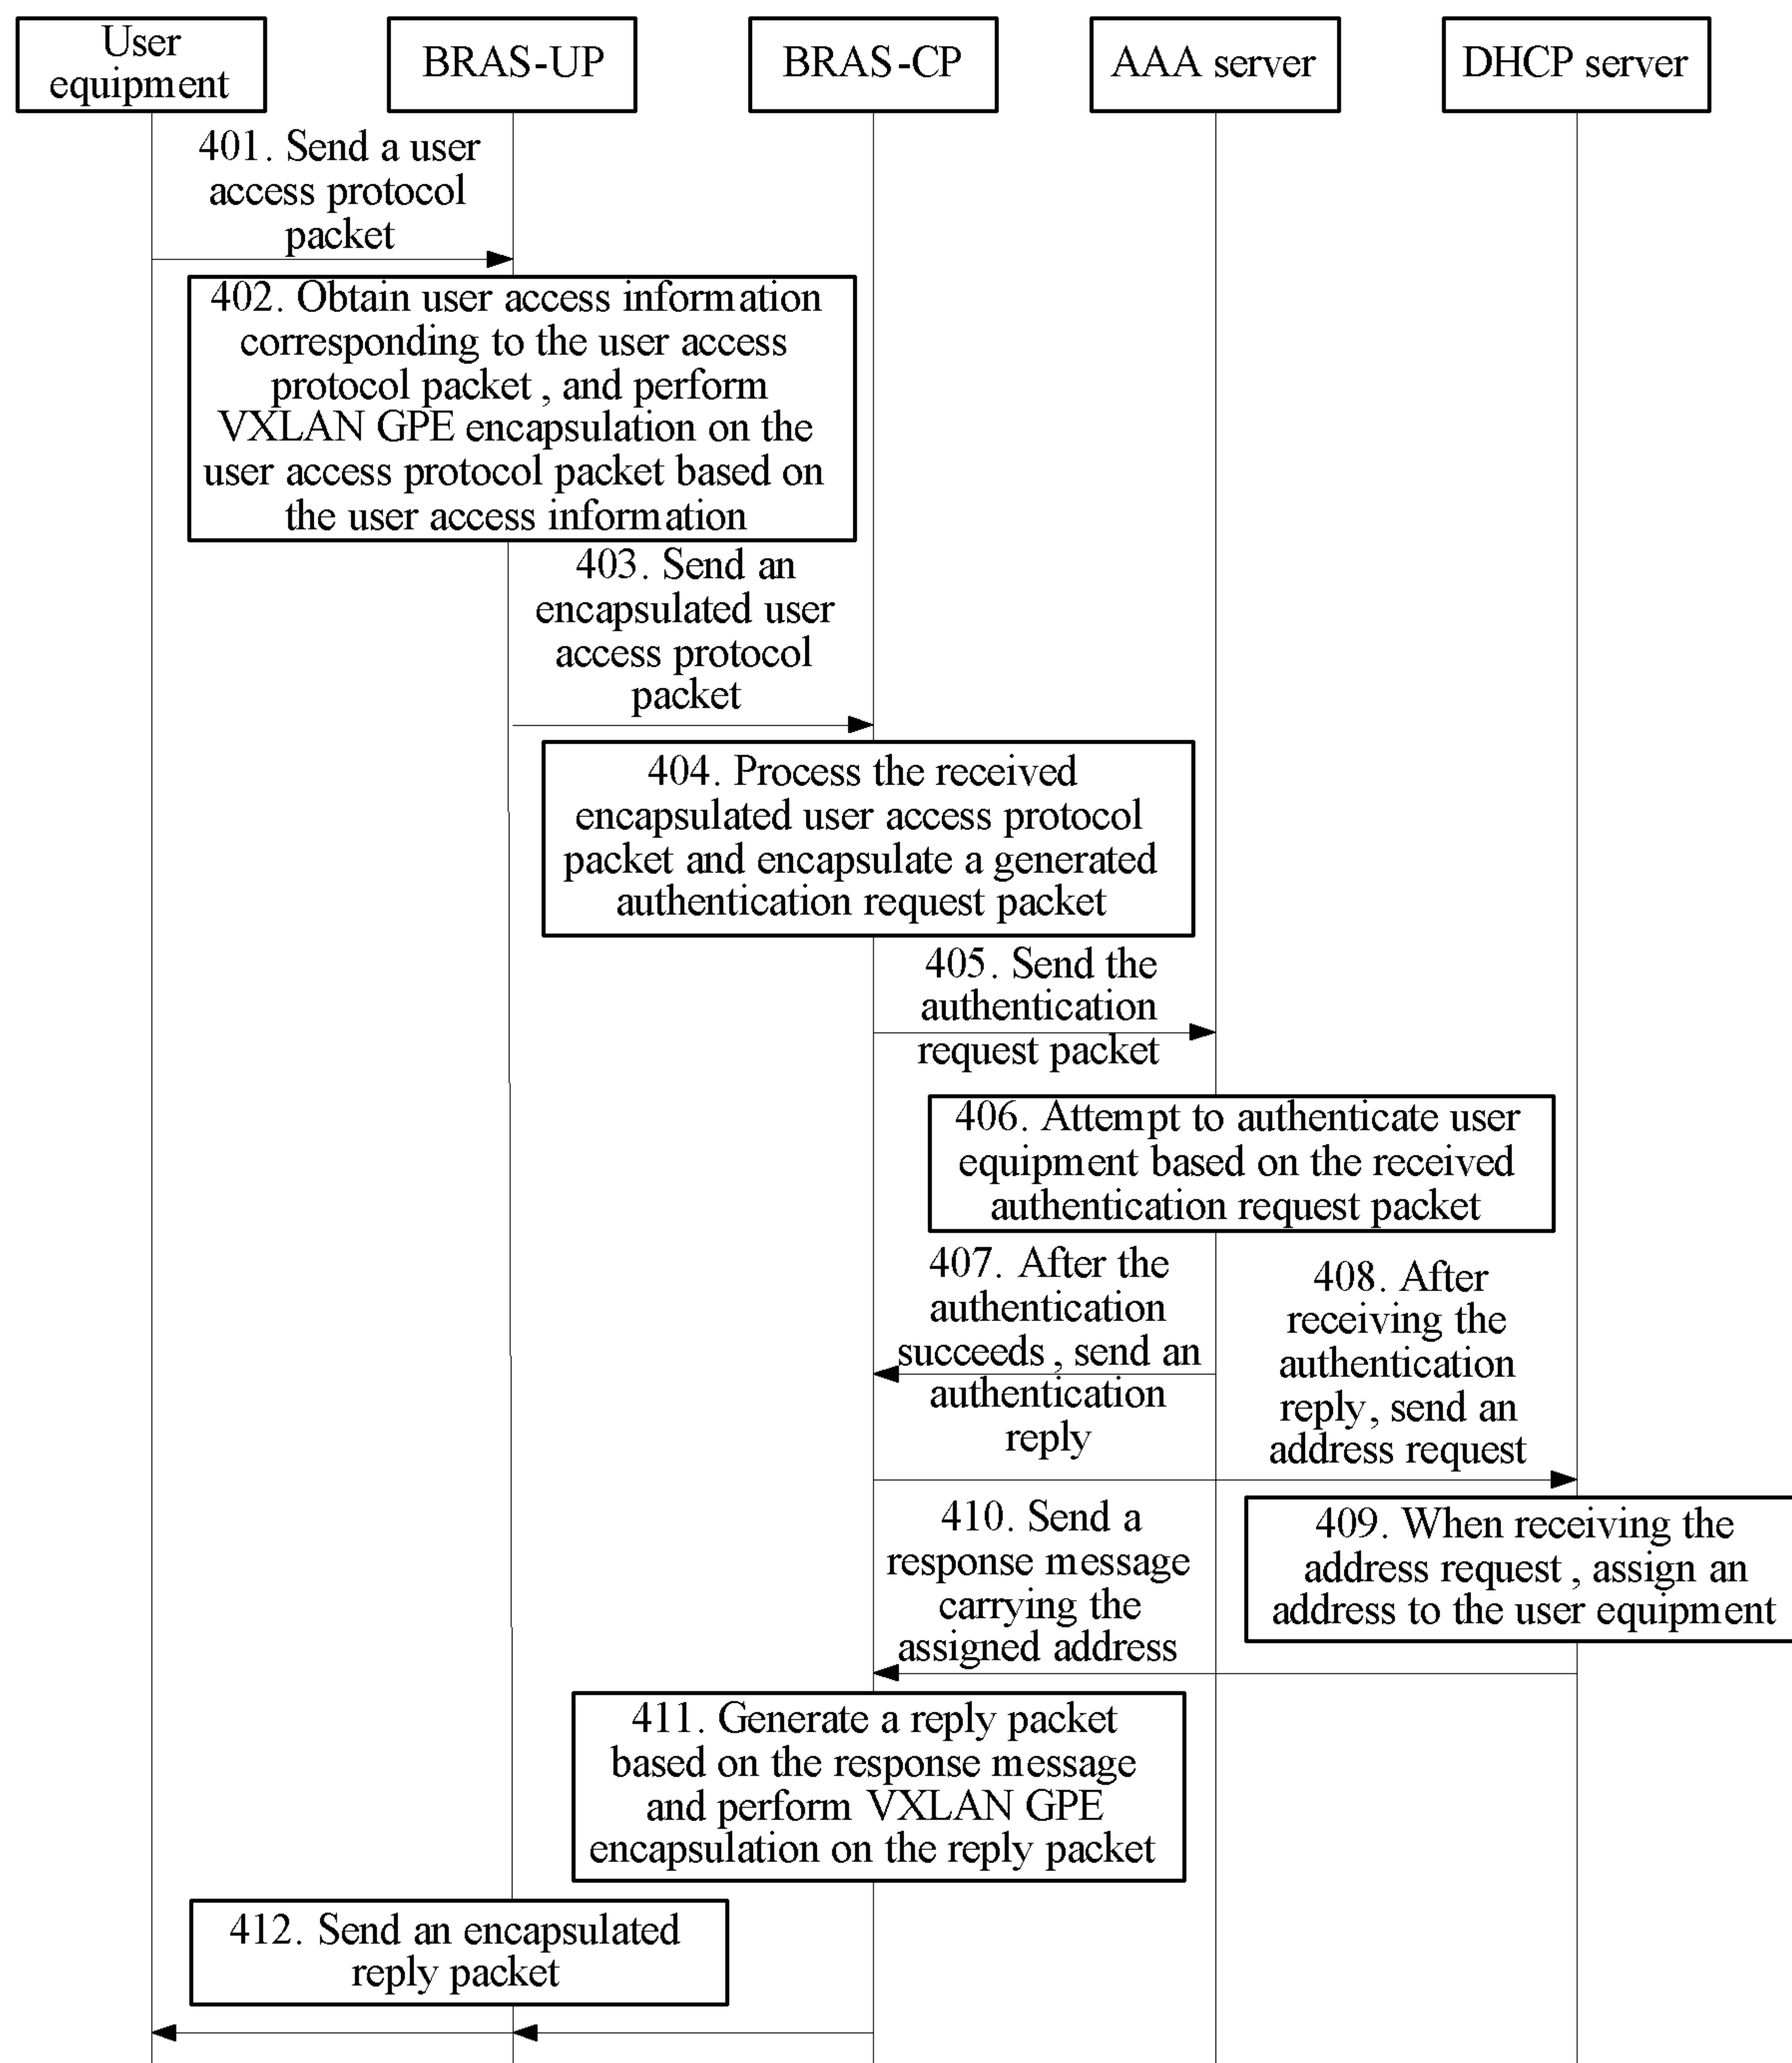 User
equipment
BRAS-UP
BRAS-CP
AAA server
DHCP server
401. Send a user
access protocol
packet
402. Obtain user access information
corresponding to the user access
protocol packet, and perform
VXLAN GPE encapsulation on the
user access protocol packet based on
the user access information
403. Send an
encapsulated user
access protocol
packet
404. Process the received
encapsulated user access protocol
packet and encapsulate a generated
authentication request packet
405. Send the
authentication
request packet
406. Attempt to authenticate user
equipment based on the received
authentication request packet
407. After the
authentication
succeeds, send an
authentication
reply
408. After
receiving the
authentication
reply, send an
address request
409. When receiving the
address request, assign an
address to the user equipment
410. Send a
response message
carrying the
assigned address
411. Generate a reply packet
based on the response message
and perform VXLAN GPE
encapsulation on the reply packet
412. Send an encapsulated
reply packet